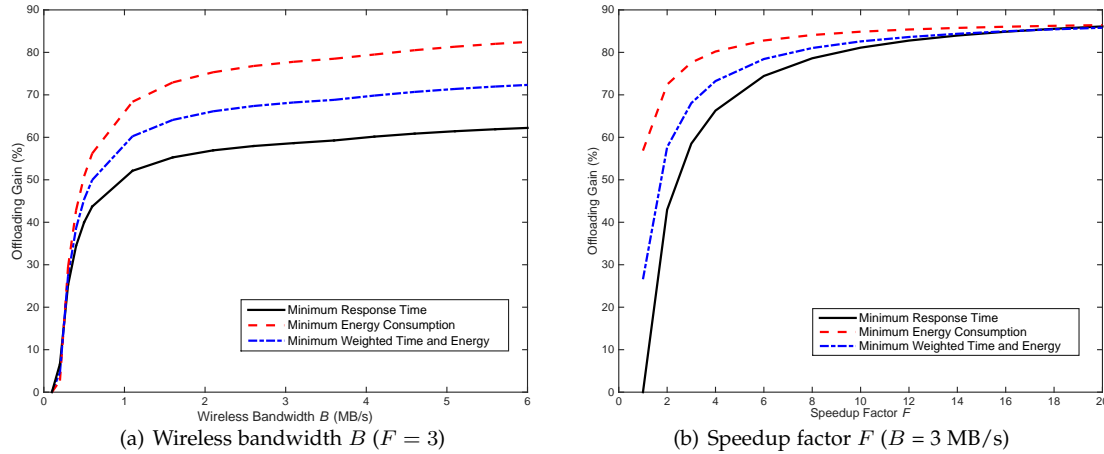 90
80
70
60
50
40
30
20
10
0
Offloading Gain (%)
Minimum Response Time
Minimum Energy Consumption
Minimum Weighted Time and Energy
0 1 2 3 4 5 6
Wireless Bandwidth B (MB/s)
(a) Wireless bandwidth B (F = 3)
90
80
70
60
50
40
30
20
10
0
Offloading Gain (%)
Minimum Response Time
Minimum Energy Consumption
Minimum Weighted Time and Energy
0 2 4 6 8 10 12 14 16 18 20
Speedup Factor F
(b) Speedup factor F (B = 3 MB/s)